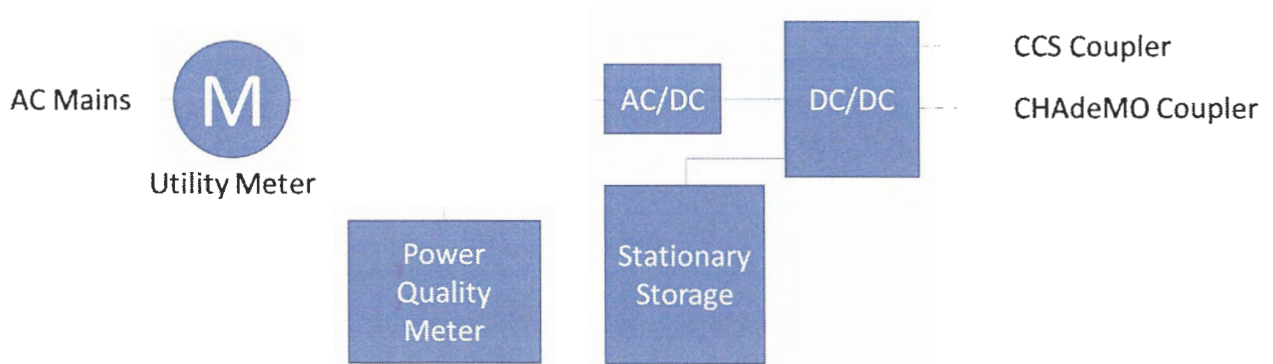 AC Mains
M
Utility Meter
Power
Quality
Meter
AC/DC
DC/DC
Stationary
Storage
CCS Coupler
CHAdeMO Coupler